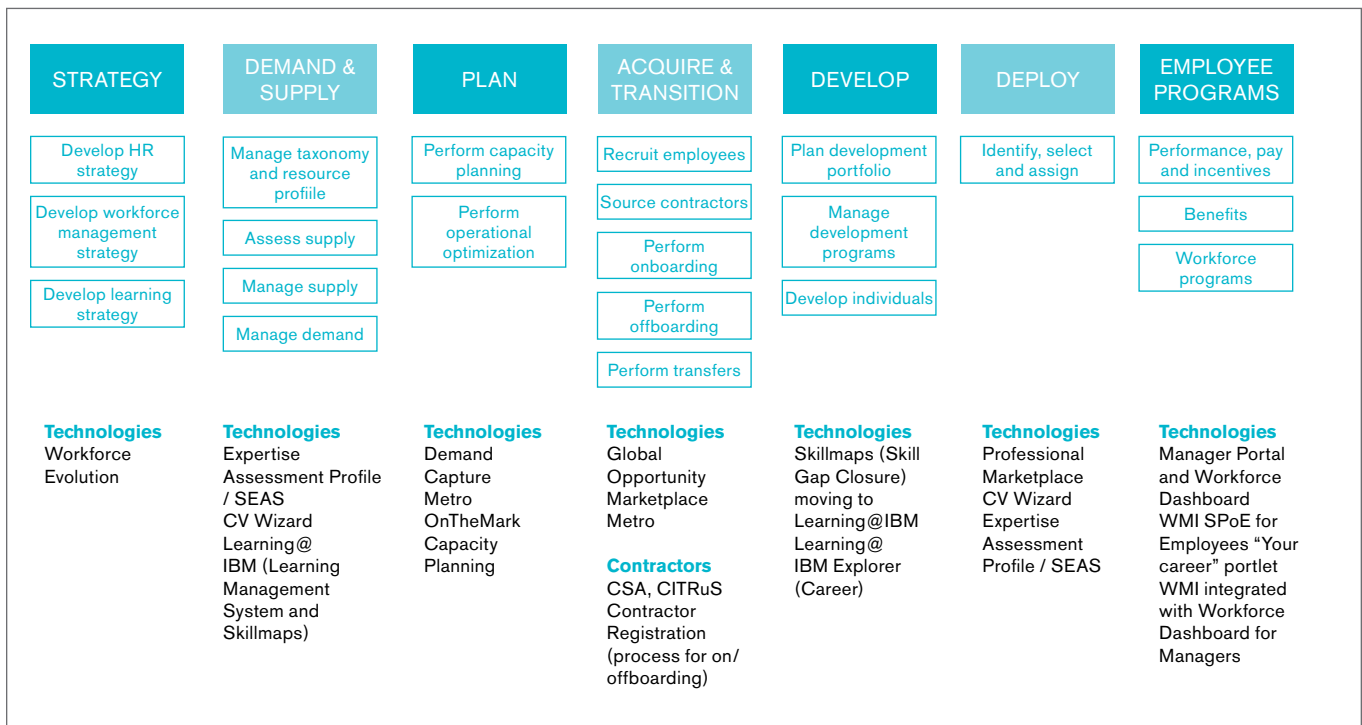 STRATEGY
Develop HR
strategy
Develop workforce
management
strategy
Develop learning
strategy
Technologies
Workforce
Evolution
DEMAND &
SUPPLY
Manage taxonomy
and resource
profiile
Assess supply
Manage supply
Manage demand
Technologies
Expertise
Assessment Profile
/ SEAS
CV Wizard
Learning@
IBM (Learning
Management
System and
Skillmaps)
PLAN
Perform capacity
planning
Perform
operational
optimization
Technologies
Demand
Capture
Metro
OnTheMark
Capacity
Planning
ACQUIRE &
TRANSITION
Recruit employees
Source contractors
Perform
onboarding
Perform
offboarding
Perform transfers
Technologies
Global
Opportunity
Marketplace
Metro
Contractors
CSA, CITRuS
Contractor
Registration
(process for on/
offboarding)
DEVELOP
Plan development
portfolio
Manage
development
programs
Develop individuals
Technologies
Skillmaps (Skill
Gap Closure)
moving to
Learning@IBM
Learning@
IBM Explorer
(Career)
DEPLOY
Identify, select
and assign
Technologies
Professional
Marketplace
CV Wizard
Expertise
Assessment
Profile / SEAS
EMPLOYEE
PROGRAMS
Performance, pay
and incentives
Benefits
Workforce
programs
Technologies
Manager Portal
and Workforce
Dashboard
WMI SPoE for
Employees “Your
career” portlet
WMI integrated
with Workforce
Dashboard for
Managers